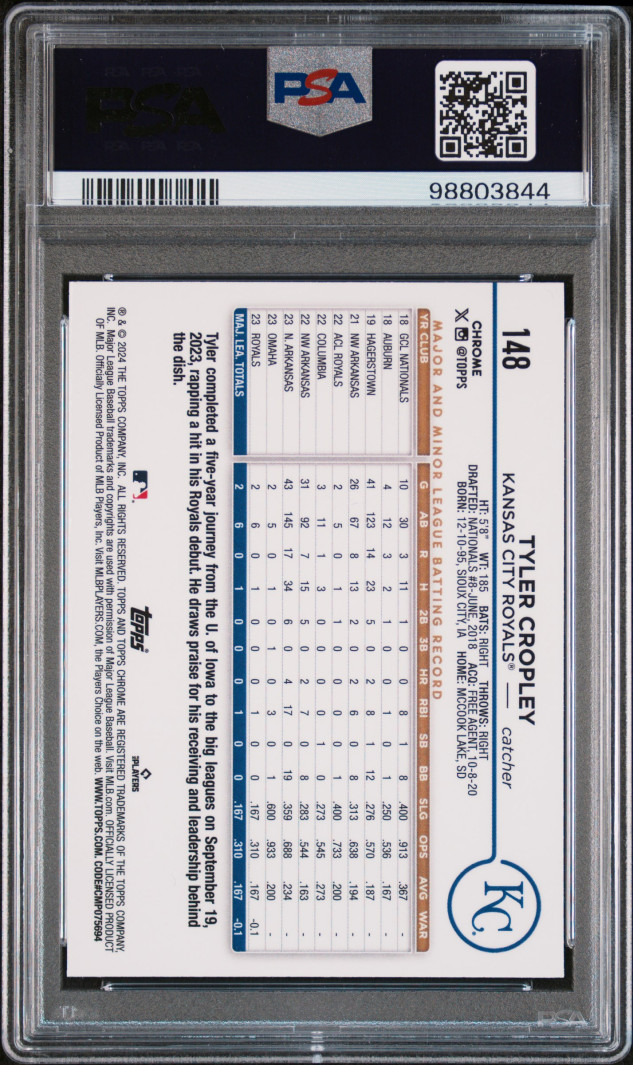 PSA
98803844
148
CHROME
X @TOPPS
TYLER CROPLEY
KANSAS CITY ROYALS® — catcher
HT: 5'8" WT: 185 BATS: RIGHT THROWS: RIGHT
DRAFTED: NATIONALS #8-JUNE, 2018 ACQ: FREE AGENT, 10-8-20
BORN: 12-10-95, SIOUX CITY, IA HOME: MCCOOK LAKE, SD
KC
MAJOR AND MINOR LEAGUE BATTING RECORD
YR CLUB G AB R H 2B 3B HR RBI SB BB SLG OPS AVG WAR
18 GCL NATIONALS 10 30 3 11 1 0 0 8 1 8 .400 .913 .367 -
18 AUBURN 4 12 3 2 1 0 0 1 0 1 .250 .536 .167 -
19 HAGERSTOWN 41 123 14 23 5 0 2 8 1 12 .276 .570 .187 -
21 NW ARKANSAS 26 67 8 13 2 0 2 6 0 8 .313 .638 .194 -
22 ACL ROYALS 2 5 0 1 1 0 0 1 0 1 .400 .733 .200 -
22 COLUMBIA 3 11 1 3 0 0 0 0 1 0 .273 .545 .273 -
22 NW ARKANSAS 31 92 7 15 5 0 2 7 0 8 .283 .544 .163 -
23 N. ARKANSAS 43 145 17 34 6 0 4 17 0 19 .359 .688 .234 -
23 OMAHA 2 5 0 1 0 1 0 3 0 1 .600 .933 .200 -
23 ROYALS 2 6 0 1 0 0 0 1 0 0 .167 .310 .167 -0.1
MAJ. LEA. TOTALS 2 6 0 1 0 0 0 1 0 0 .167 .310 .167 -0.1
Tyler completed a five-year journey from the U. of Iowa to the big leagues on September 19,
2023, rapping a hit in his Royals debut. He draws praise for his receiving and leadership behind
the dish.
topps®
PLAYERS
® & © 2024 THE TOPPS COMPANY, INC. ALL RIGHTS RESERVED. TOPPS AND TOPPS CHROME ARE REGISTERED TRADEMARKS OF THE TOPPS COMPANY,
INC. Major League Baseball trademarks and copyrights are used with permission of Major League Baseball. Visit MLB.com. OFFICIALLY LICENSED PRODUCT
OF MLB. Officially Licensed Product of MLB Players, Inc. Visit MLBPLAYERS.COM, the Players Choice on the web. WWW.TOPPS.COM. CODE#CMP075694
PSA